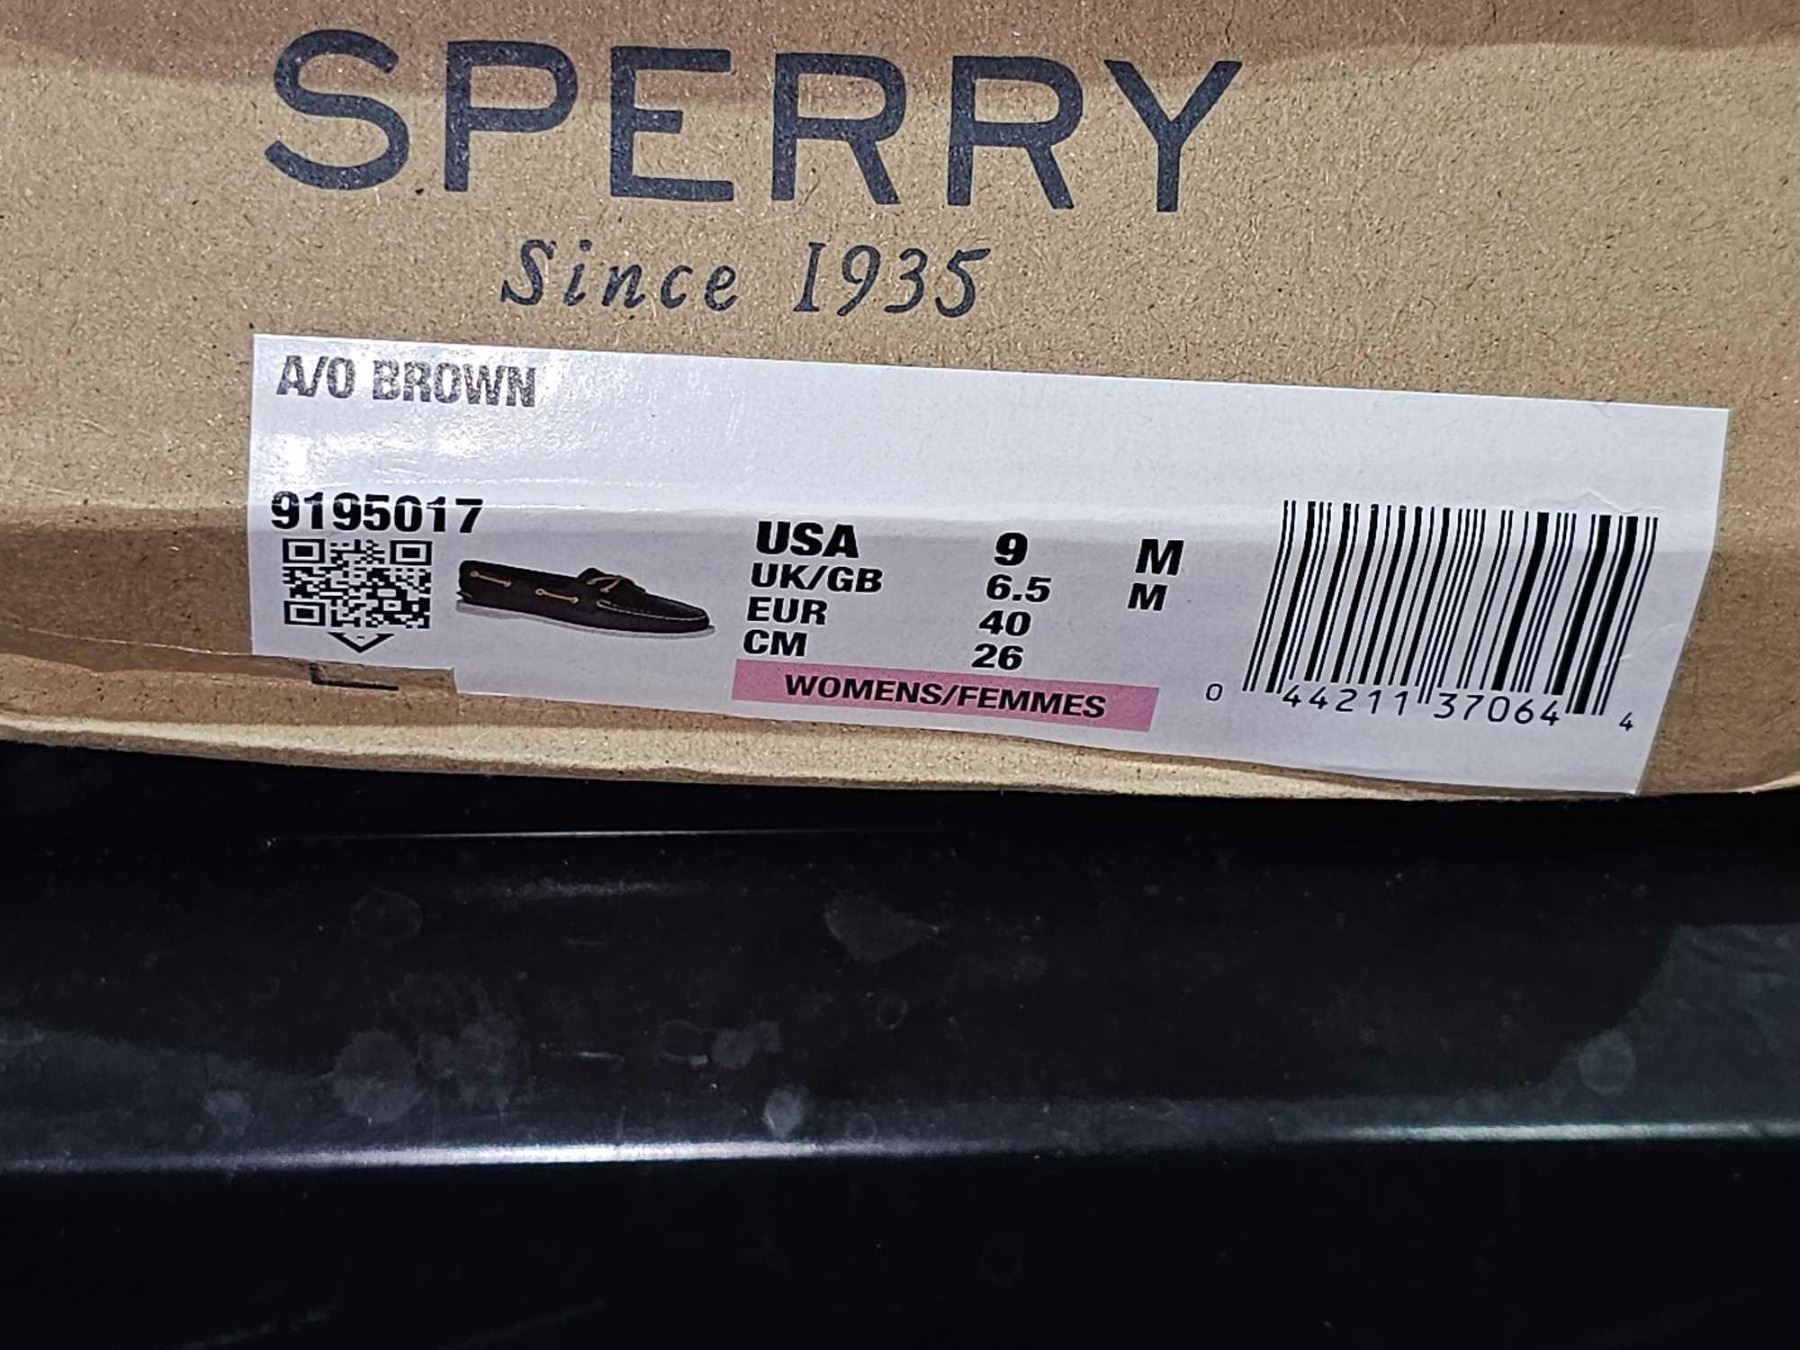 SPERRY
Since 1935
A/O BROWN
9195017
USA 9 M
UK/GB 6.5 M
EUR 40
CM 26
WOMENS/FEMMES
0 44211 37064 4